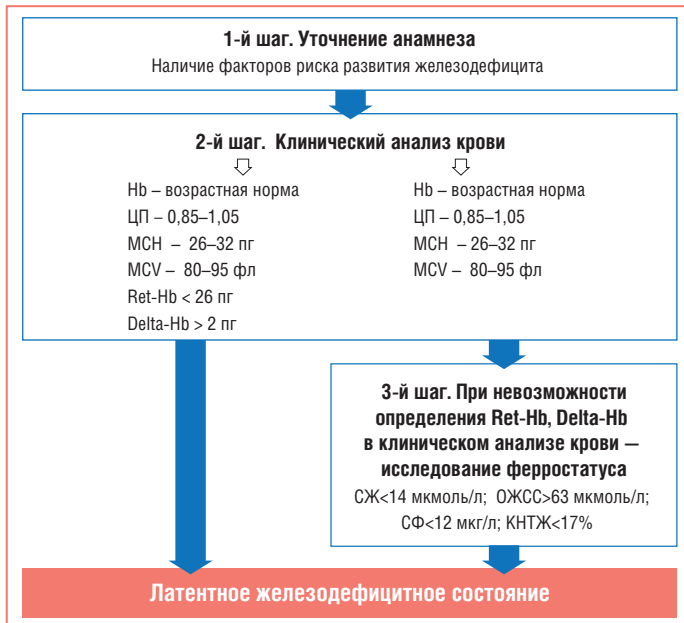 1-й шаг. Уточнение анамнеза
Наличие факторов риска развития железодефицита
2-й шаг. Клинический анализ крови
Hb – возрастная норма
ЦП – 0,85–1,05
MCH – 26–32 пг
MCV – 80–95 фл
Ret-Hb < 26 пг
Delta-Hb > 2 пг
Hb – возрастная норма
ЦП – 0,85–1,05
MCH – 26–32 пг
MCV – 80–95 фл
3-й шаг. При невозможности
определения Ret-Hb, Delta-Hb
в клиническом анализе крови —
исследование ферростатуса
СЖ<14 мкмоль/л; ОЖСС>63 мкмоль/л;
СФ<12 мкг/л; КНТЖ<17%
Латентное железодефицитное состояние